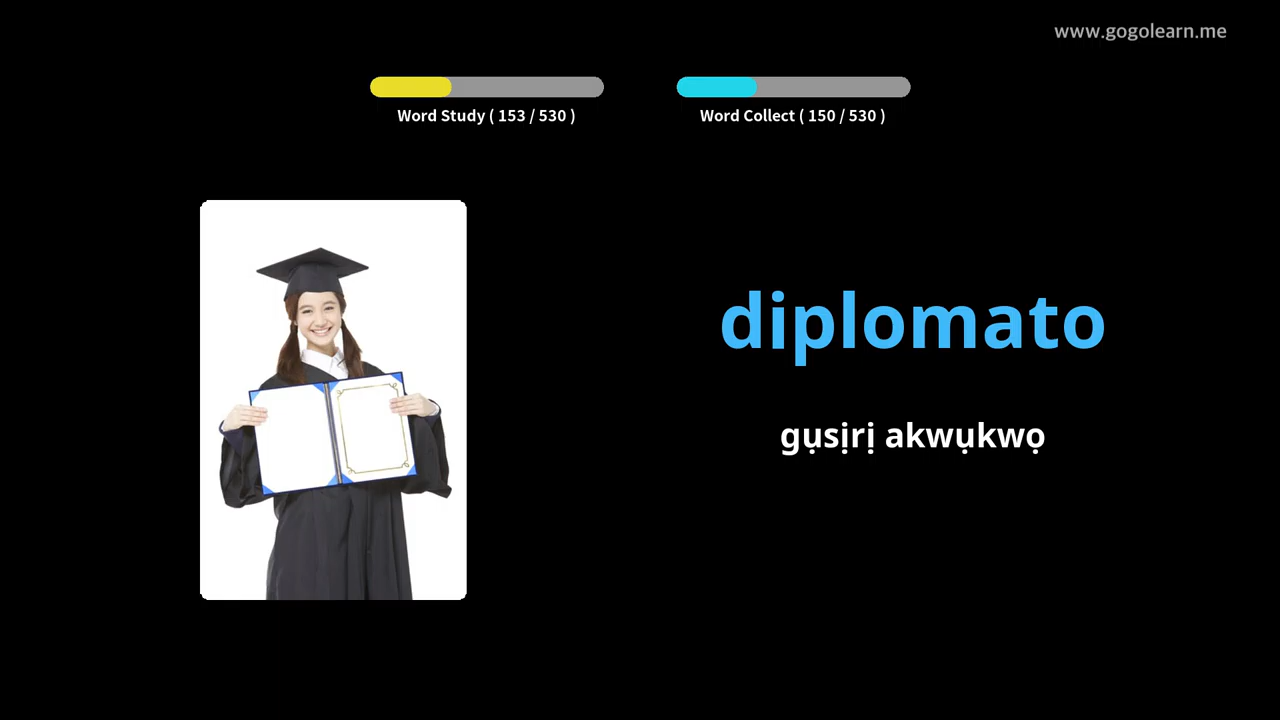 www.gogolearn.me
Word Study ( 153 / 530 )
Word Collect ( 150 / 530 )
diplomato
gụsịrị akwụkwọ